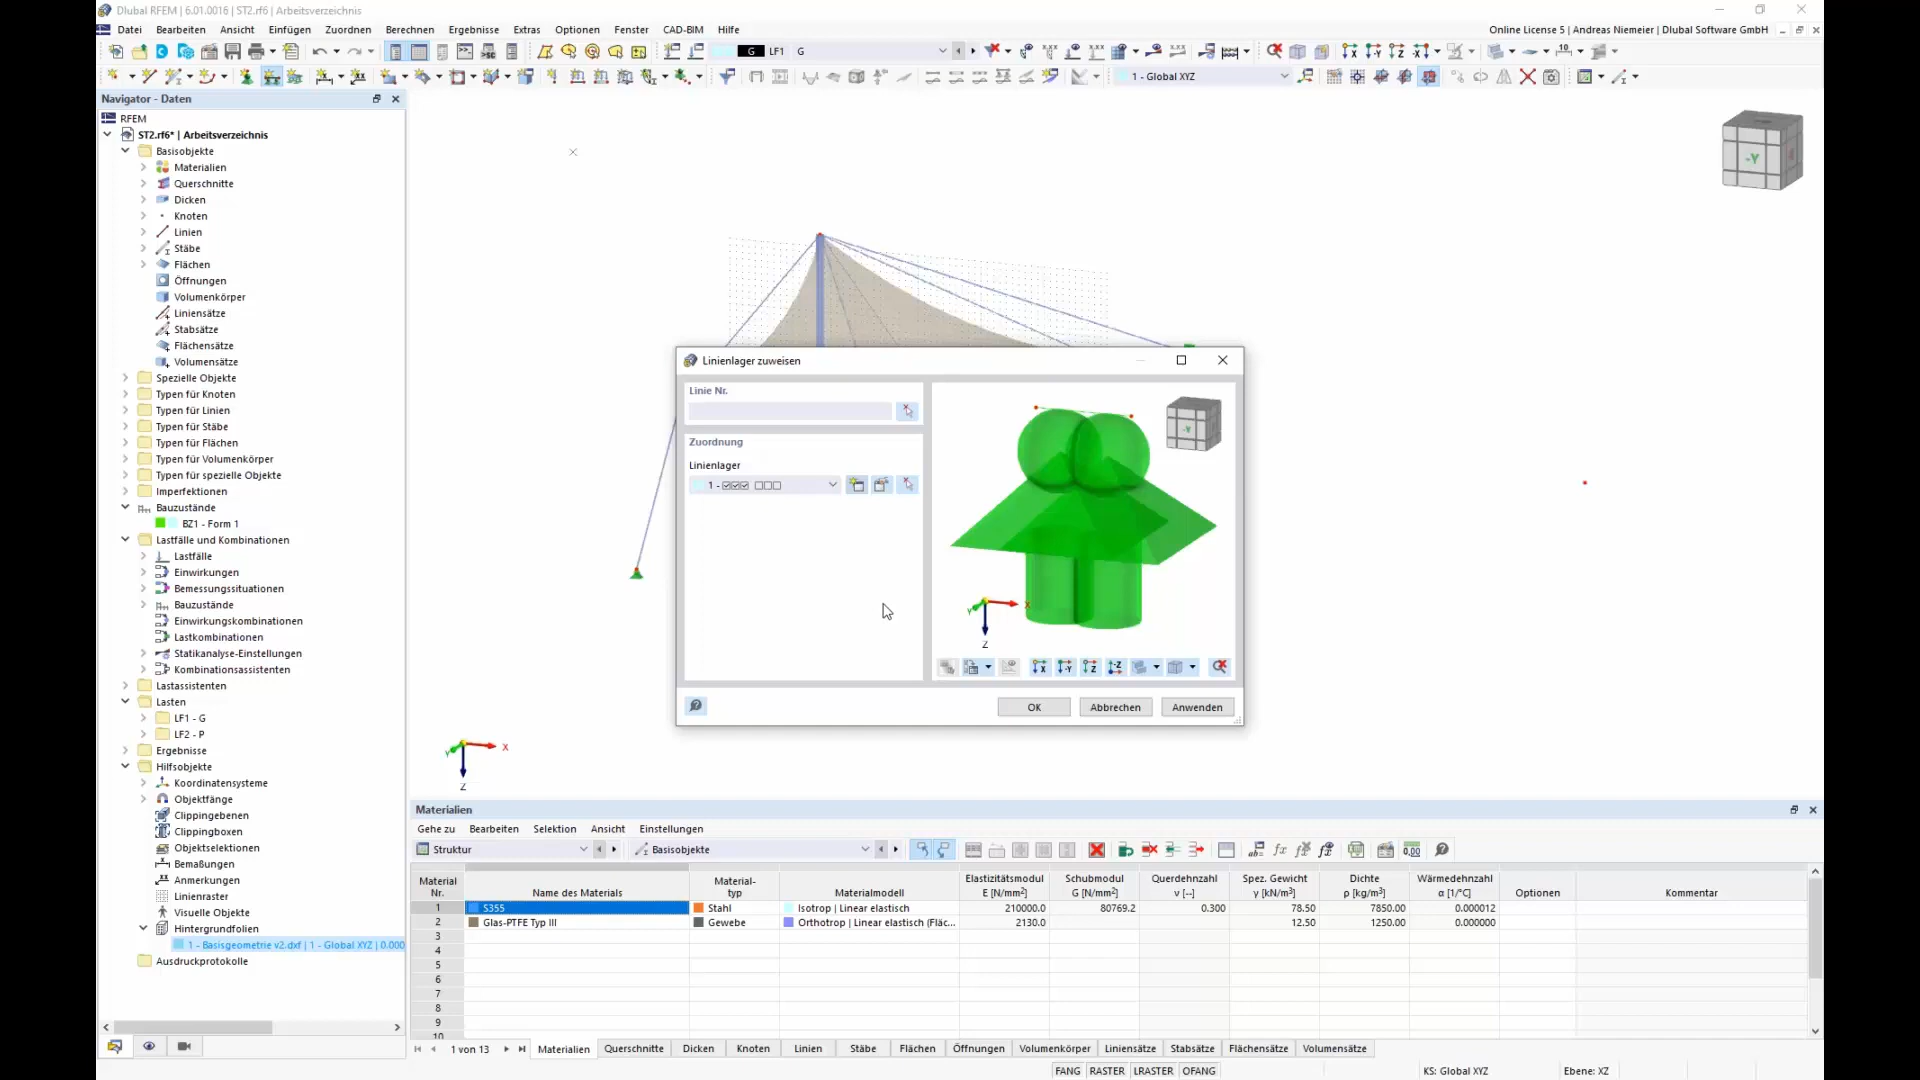 Dlubal RFEM | 6.01.0016 | ST2.rf6 | Arbeitsverzeichnis
Datei Bearbeiten Ansicht Einfügen Zuordnen Berechnen Ergebnisse Extras Optionen Fenster CAD-BIM Hilfe
Online License 5 | Andreas Niemeier | Dlubal Software GmbH
G LF1 G
1 - Global XYZ
Navigator - Daten
RFEM
ST2.rf6* | Arbeitsverzeichnis
Basisobjekte
Materialien
Querschnitte
Dicken
Knoten
Linien
Stäbe
Flächen
Öffnungen
Volumenkörper
Liniensätze
Stabsätze
Flächensätze
Volumensätze
Spezielle Objekte
Typen für Knoten
Typen für Linien
Typen für Stäbe
Typen für Flächen
Typen für Volumenkörper
Typen für spezielle Objekte
Imperfektionen
Bauzustände
BZ1 - Form 1
Lastfälle und Kombinationen
Lastfälle
Einwirkungen
Bemessungssituationen
Bauzustände
Einwirkungskombinationen
Lastkombinationen
Statikanalyse-Einstellungen
Kombinationsassistenten
Lastassistenten
Lasten
LF1 - G
LF2 - P
Ergebnisse
Hilfsobjekte
Koordinatensysteme
Objektfänge
Clippingebenen
Clippingboxen
Objektselektionen
Bemaßungen
Anmerkungen
Linienraster
Visuelle Objekte
Hintergrundfolien
1 - Basisgeometrie v2.dxf | 1 - Global XYZ | 0.000
Ausdruckprotokolle
-Y
Linienlager zuweisen
Linie Nr.
Zuordnung
Linienlager
1 -
-Y
X
Y
Z
OK Abbrechen Anwenden
X
Y
Z
Materialien
Gehe zu Bearbeiten Selektion Ansicht Einstellungen
Struktur Basisobjekte
Material Nr. Name des Materials Material-typ Materialmodell Elastizitätsmodul E [N/mm²] Schubmodul G [N/mm²] Querdehnzahl ν [--] Spez. Gewicht γ [kN/m³] Dichte ρ [kg/m³] Wärmedehnzahl α [1/°C] Optionen Kommentar
1 S355 Stahl Isotrop | Linear elastisch 210000.0 80769.2 0.300 78.50 7850.00 0.000012
2 Glas-PTFE Typ III Gewebe Orthotrop | Linear elastisch (Fläc... 2130.0 12.50 1250.00 0.000000
3
4
5
6
7
8
9
10
1 von 13 Materialien Querschnitte Dicken Knoten Linien Stäbe Flächen Öffnungen Volumenkörper Liniensätze Stabsätze Flächensätze Volumensätze
FANG RASTER LRASTER OFANG KS: Global XYZ Ebene: XZ